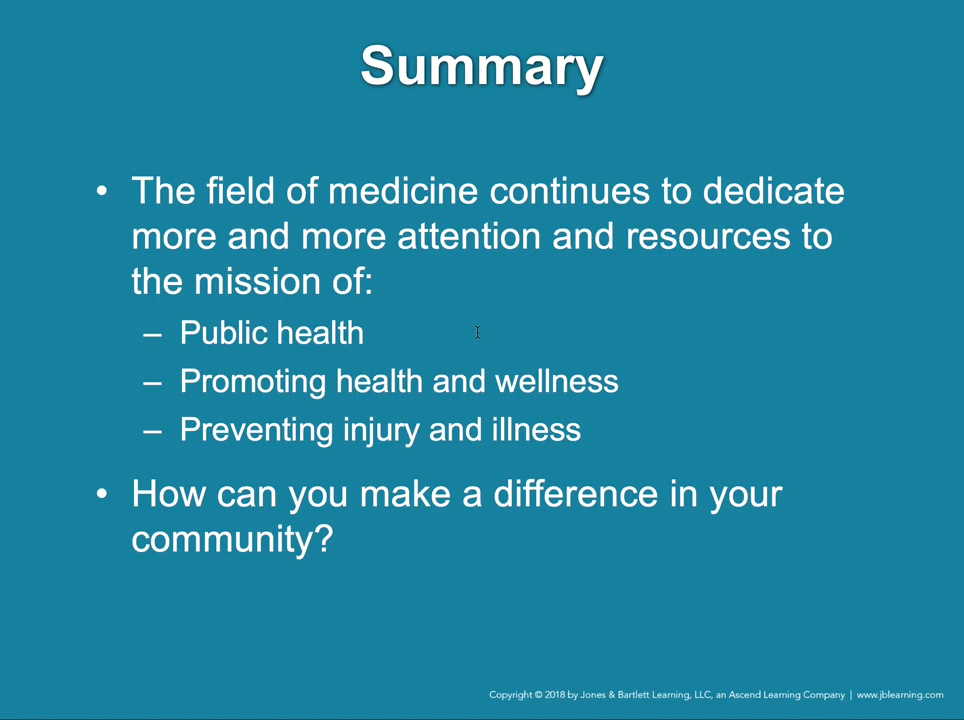 Summary
• The field of medicine continues to dedicate
more and more attention and resources to
the mission of:
– Public health
– Promoting health and wellness
– Preventing injury and illness
• How can you make a difference in your
community?
Copyright © 2018 by Jones & Bartlett Learning, LLC, an Ascend Learning Company | www.jblearning.com